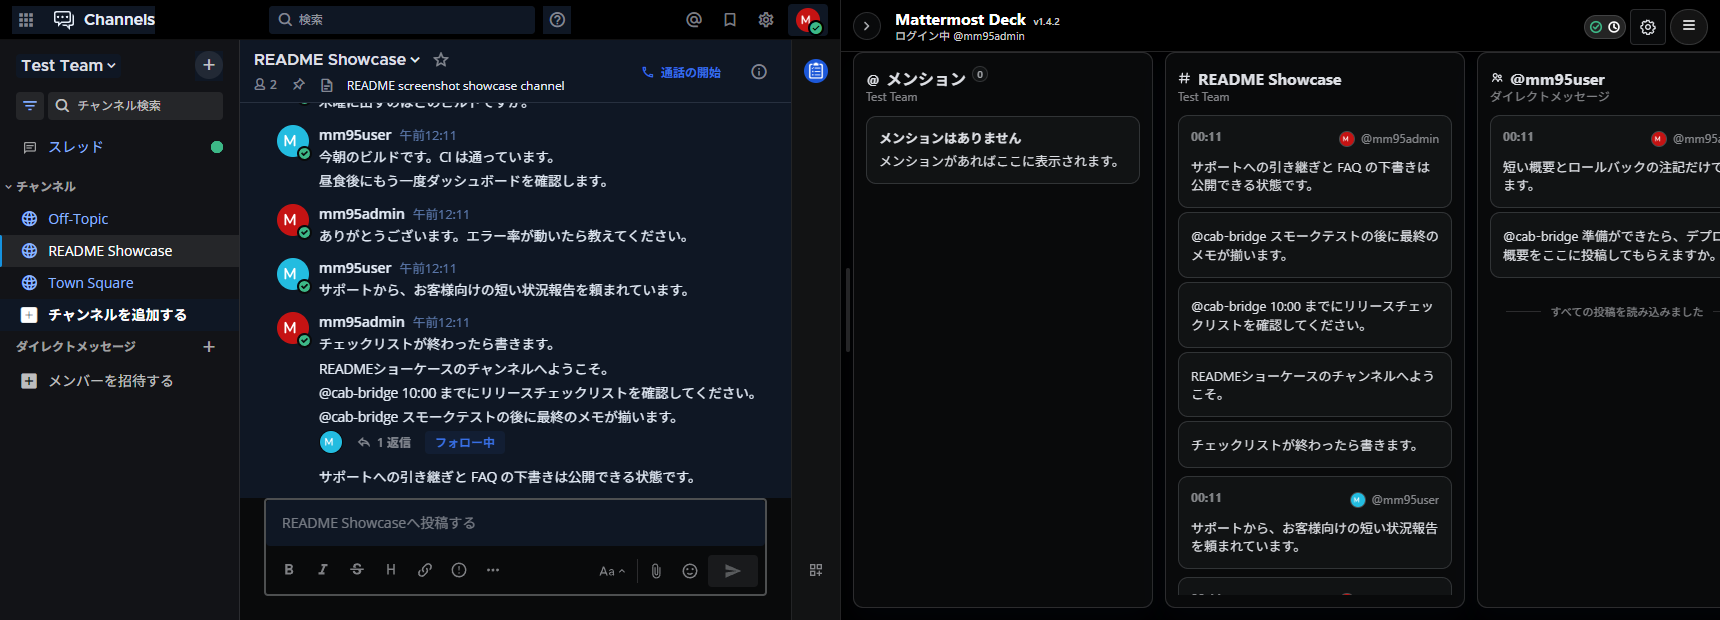 Channels
検索
Test Team
チャンネル検索
スレッド
チャンネル
Off-Topic
README Showcase
Town Square
チャンネルを追加する
ダイレクトメッセージ
メンバーを招待する
README Showcase
2
README screenshot showcase channel
通話の開始
mm95user 午前12:11
今朝のビルドです。CI は通っています。
昼食後にもう一度ダッシュボードを確認します。
mm95admin 午前12:11
ありがとうございます。エラー率が動いたら教えてください。
mm95user 午前12:11
サポートから、お客様向けの短い状況報告を頼まれています。
mm95admin 午前12:11
チェックリストが終わったら書きます。
READMEショーケースのチャンネルへようこそ。
@cab-bridge 10:00 までにリリースチェックリストを確認してください。
@cab-bridge スモークテストの後に最終のメモが揃います。
M
1 返信 フォロー中
サポートへの引き継ぎと FAQ の下書きは公開できる状態です。
README Showcaseへ投稿する
B I S H
Aa
Mattermost Deck v1.4.2
ログイン中 @mm95admin
@ メンション 0
Test Team
メンションはありません
メンションがあればここに表示されます。
# README Showcase
Test Team
00:11 M @mm95admin
サポートへの引き継ぎと FAQ の下書きは
公開できる状態です。
@cab-bridge スモークテストの後に最終の
メモが揃います。
@cab-bridge 10:00 までにリリースチェッ
クリストを確認してください。
READMEショーケースのチャンネルへよう
こそ。
チェックリストが終わったら書きます。
00:11 M @mm95user
サポートから、お客様向けの短い状況報告
を頼まれています。
@mm95user
ダイレクトメッセージ
00:11 M @mm95a
短い概要とロールバックの注記だけで
ます。
@cab-bridge 準備ができたら、デプロ
概要をここに投稿してもらえますか。
すべての投稿を読み込みました